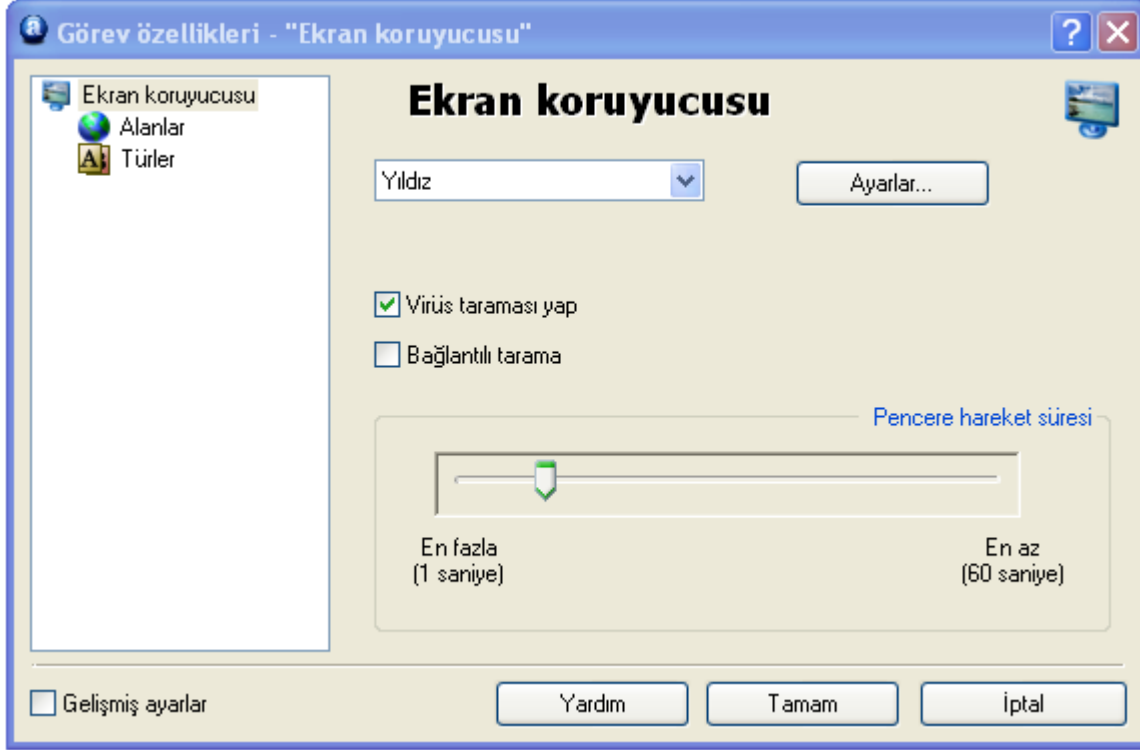 Görev özellikleri - "Ekran koruyucusu"
Ekran koruyucusu
Alanlar
Türler
Ekran koruyucusu
Yıldız
Ayarlar...
Virüs taraması yap
Bağlantılı tarama
Pencere hareket süresi
En fazla
(1 saniye)
En az
(60 saniye)
Gelişmiş ayarlar
Yardım
Tamam
İptal